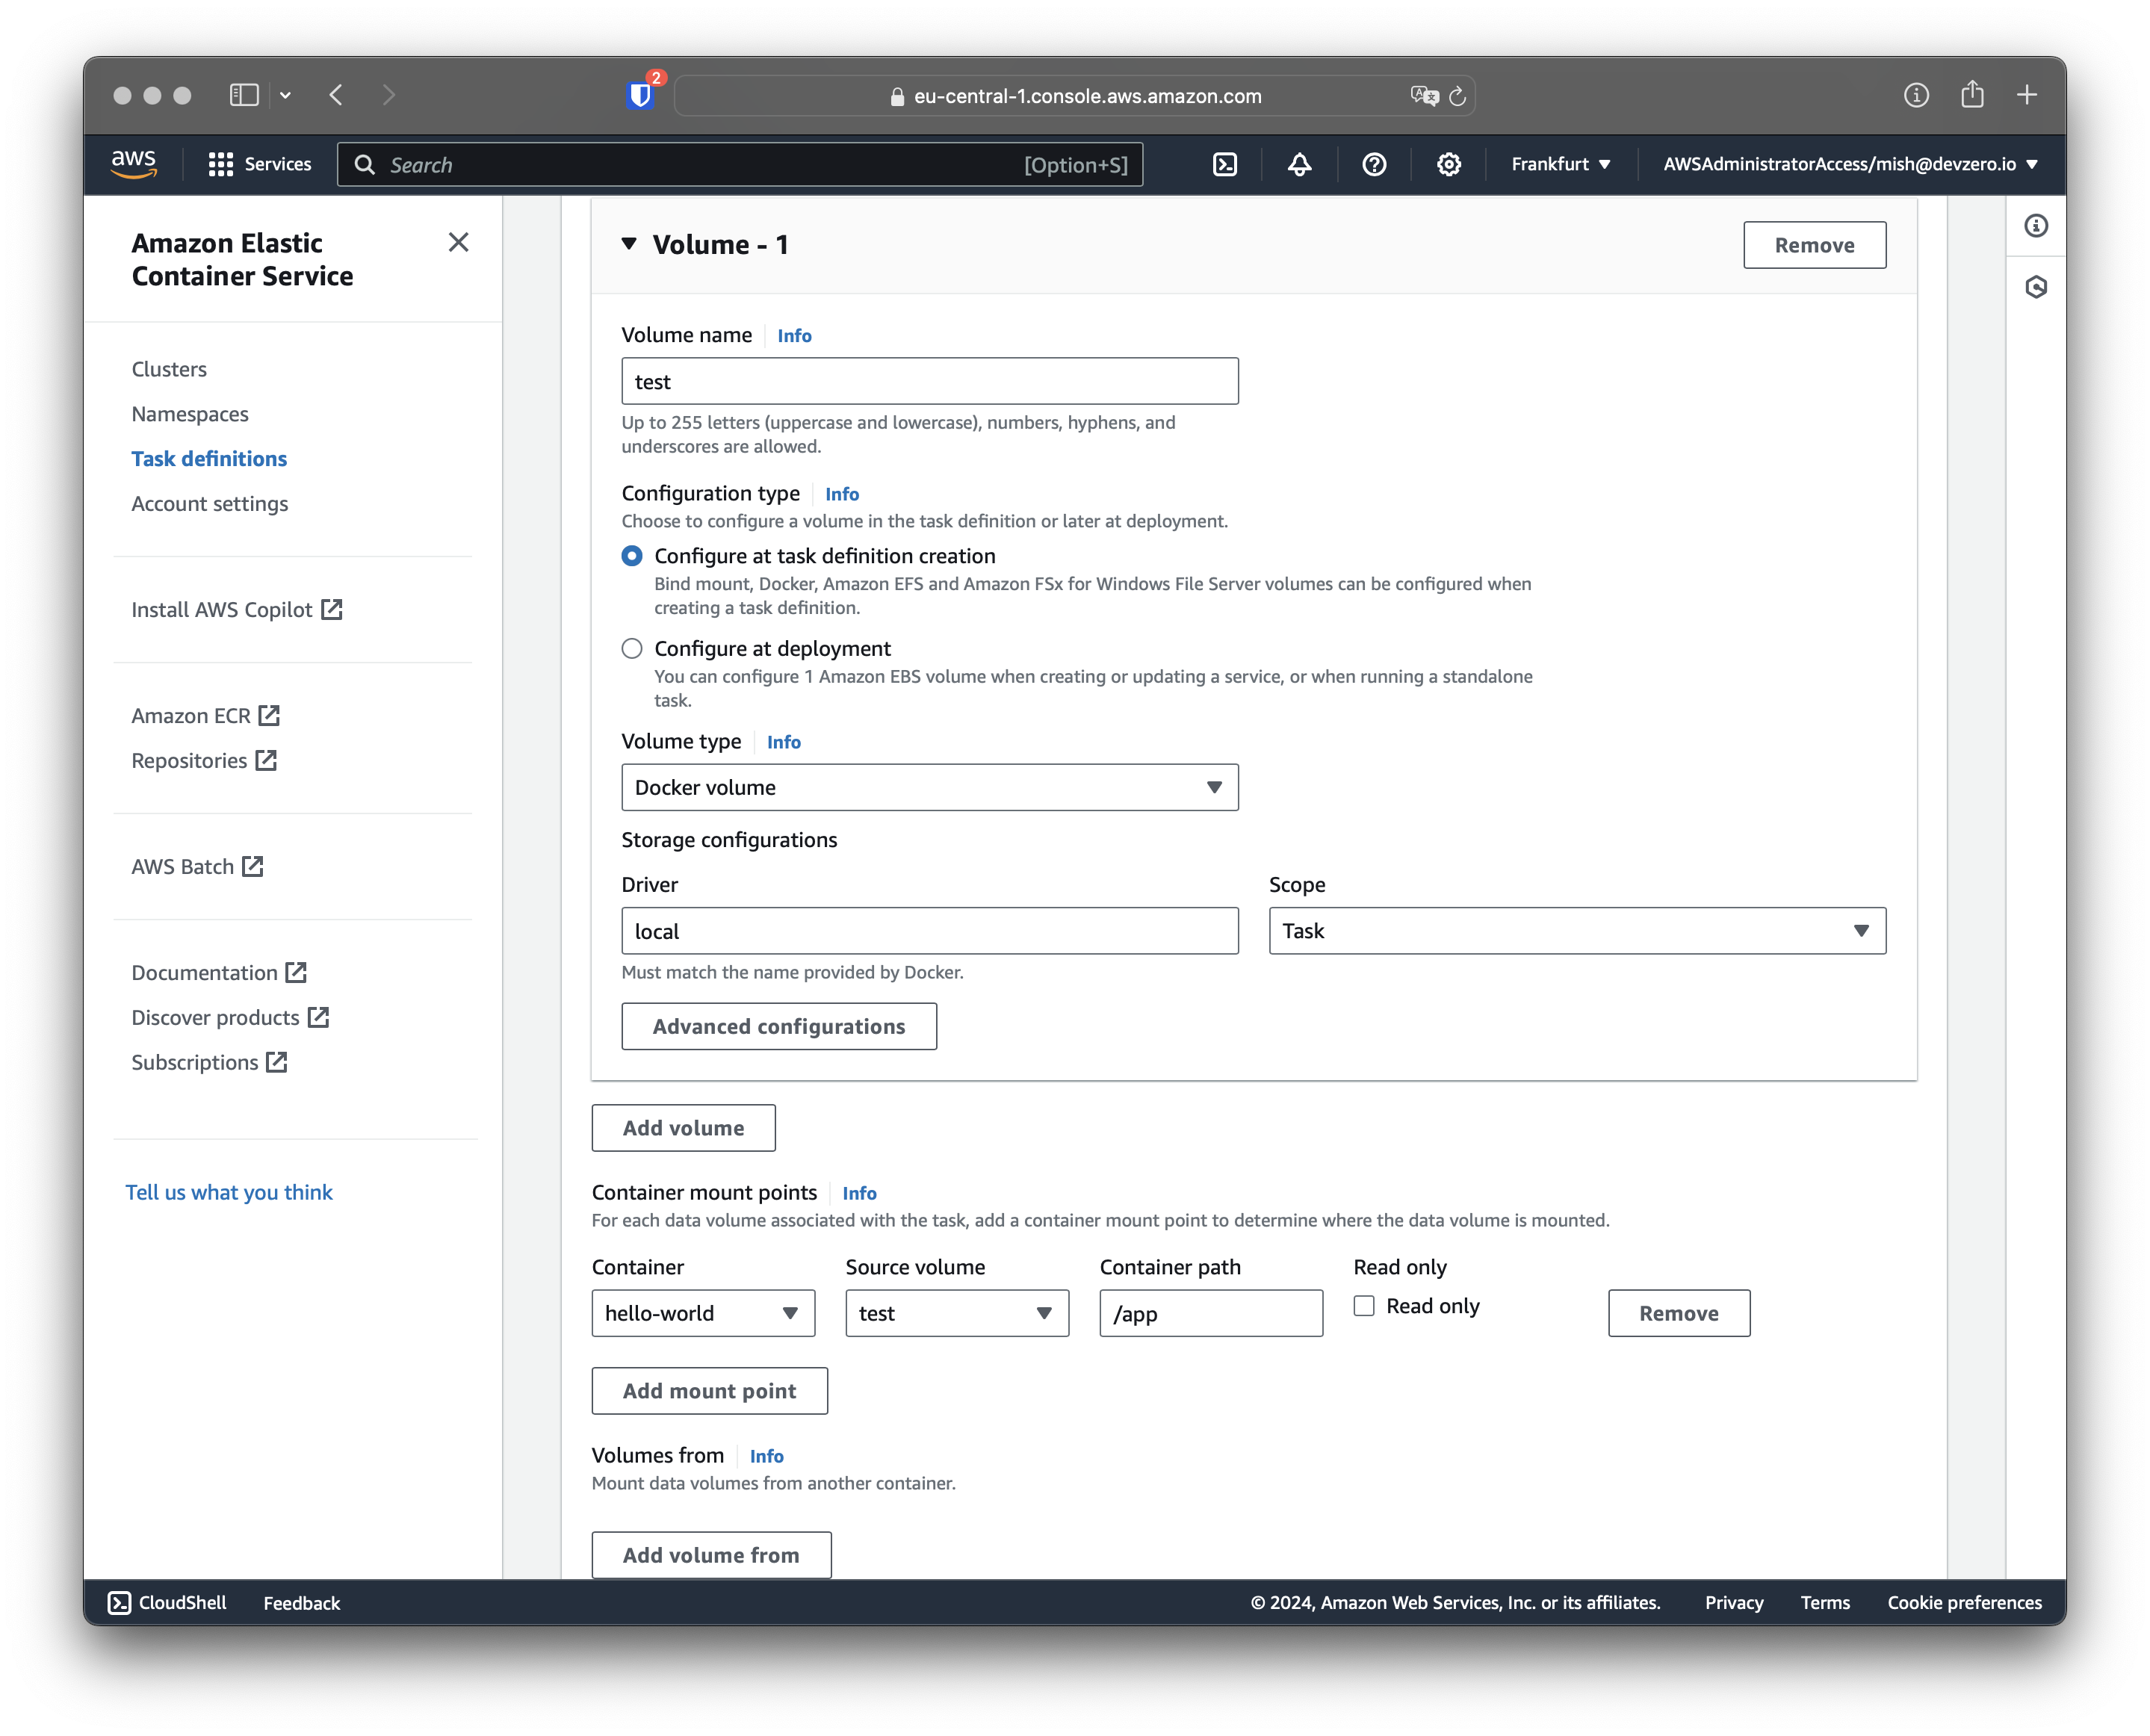 2
eu-central-1.console.aws.amazon.com
aws
Services
Search
[Option+S]
Frankfurt
AWSAdministratorAccess/mish@devzero.io
Amazon Elastic
Container Service
Clusters
Namespaces
Task definitions
Account settings
Install AWS Copilot
Amazon ECR
Repositories
AWS Batch
Documentation
Discover products
Subscriptions
Tell us what you think
Volume - 1
Remove
Volume name
Info
test
Up to 255 letters (uppercase and lowercase), numbers, hyphens, and
underscores are allowed.
Configuration type
Info
Choose to configure a volume in the task definition or later at deployment.
Configure at task definition creation
Bind mount, Docker, Amazon EFS and Amazon FSx for Windows File Server volumes can be configured when
creating a task definition.
Configure at deployment
You can configure 1 Amazon EBS volume when creating or updating a service, or when running a standalone
task.
Volume type
Info
Docker volume
Storage configurations
Driver
Scope
local
Task
Must match the name provided by Docker.
Advanced configurations
Add volume
Container mount points
Info
For each data volume associated with the task, add a container mount point to determine where the data volume is mounted.
Container
Source volume
Container path
Read only
hello-world
test
/app
Read only
Remove
Add mount point
Volumes from
Info
Mount data volumes from another container.
Add volume from
CloudShell
Feedback
© 2024, Amazon Web Services, Inc. or its affiliates.
Privacy
Terms
Cookie preferences